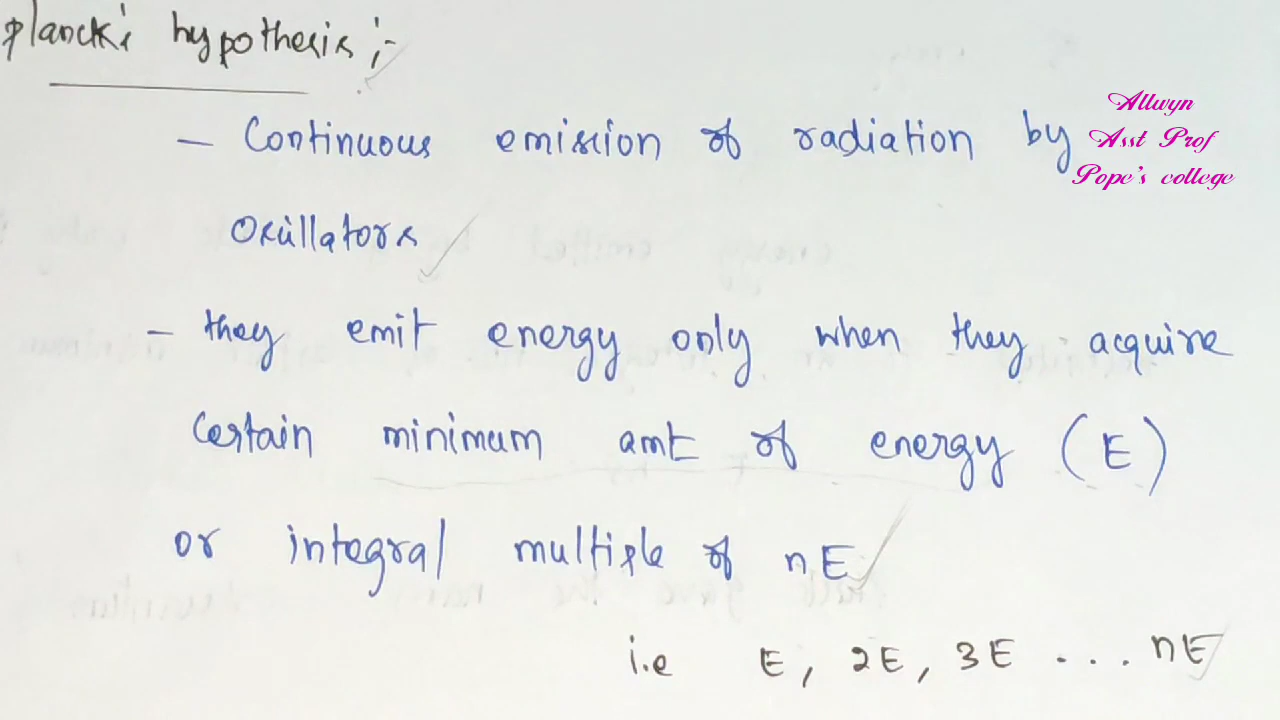 planck's hypothesis :-
- Continuous emission of radiation by
Oscillators
- they emit energy only when they acquire
certain minimum amt of energy (E)
or integral multiple of nE
i.e E, 2E, 3E . . . . nE
Allwyn
Asst Prof
Pope's college